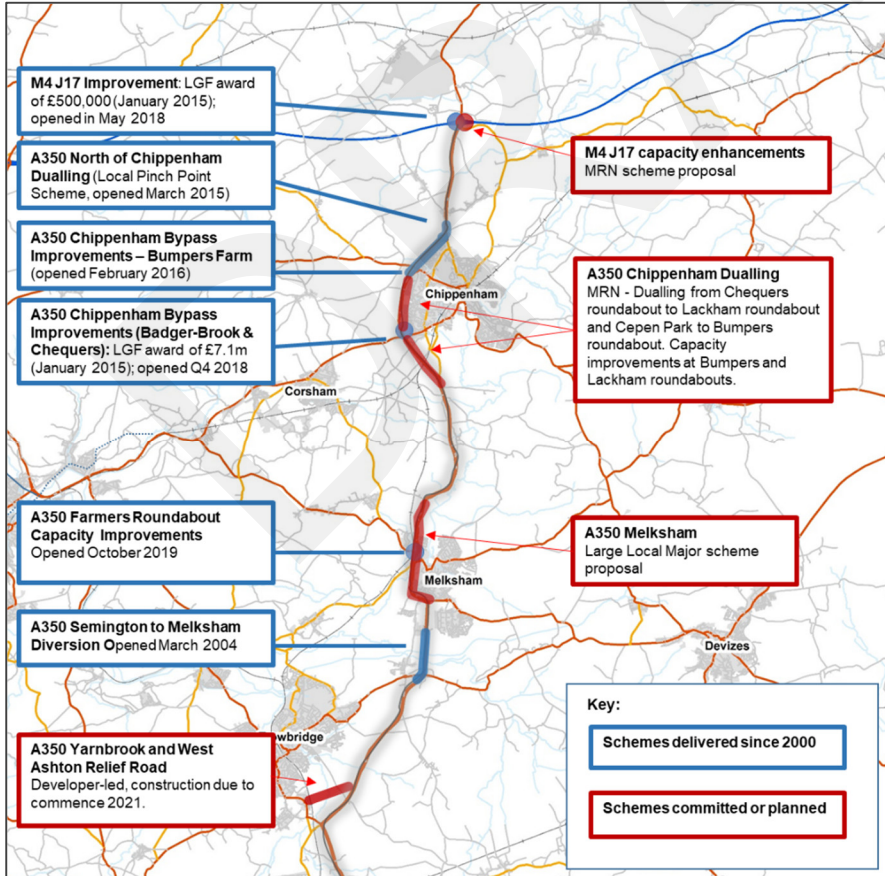 M4 J17 Improvement: LGF award
of £500,000 (January 2015);
opened in May 2018
A350 North of Chippenham
Dualling (Local Pinch Point
Scheme, opened March 2015)
A350 Chippenham Bypass
Improvements – Bumpers Farm
(opened February 2016)
A350 Chippenham Bypass
Improvements (Badger-Brook &
Chequers): LGF award of £7.1m
(January 2015); opened Q4 2018
A350 Farmers Roundabout
Capacity Improvements
Opened October 2019
A350 Semington to Melksham
Diversion Opened March 2004
A350 Yarnbrook and West
Ashton Relief Road
Developer-led, construction due to
commence 2021.
Chippenham
Corsham
Melksham
Devizes
owbridge
M4 J17 capacity enhancements
MRN scheme proposal
A350 Chippenham Dualling
MRN - Dualling from Chequers
roundabout to Lackham roundabout
and Cepen Park to Bumpers
roundabout. Capacity
improvements at Bumpers and
Lackham roundabouts.
A350 Melksham
Large Local Major scheme
proposal
Key:
Schemes delivered since 2000
Schemes committed or planned